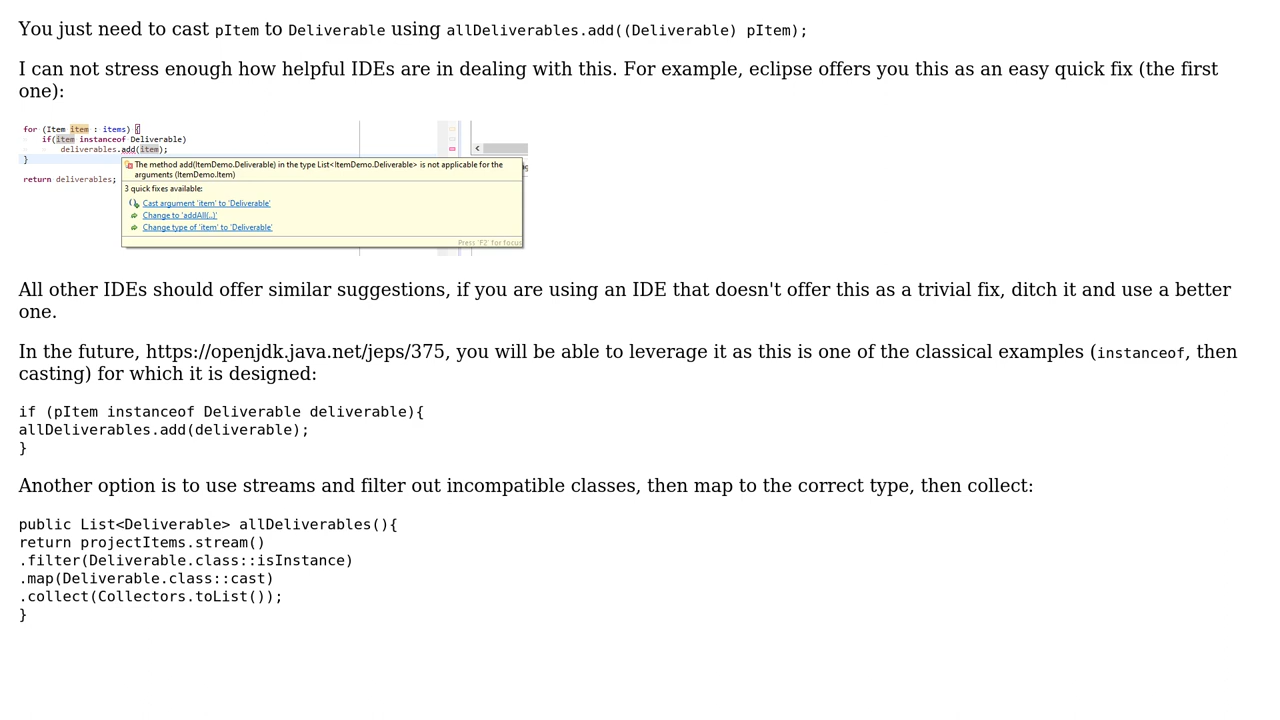 You just need to cast pItem to Deliverable using allDeliverables.add((Deliverable) pItem);
I can not stress enough how helpful IDEs are in dealing with this. For example, eclipse offers you this as an easy quick fix (the first
one):
for (Item item : items) {
if(item instanceof Deliverable)
deliverables.add(item);
}
return deliverables;
The method add(ItemDemo.Deliverable) in the type List<ItemDemo.Deliverable> is not applicable for the
arguments (ItemDemo.Item)
3 quick fixes available:
Cast argument 'item' to 'Deliverable'
Change to 'addAll(..)'
Change type of 'item' to 'Deliverable'
Press 'F2' for focus
All other IDEs should offer similar suggestions, if you are using an IDE that doesn't offer this as a trivial fix, ditch it and use a better
one.
In the future, https://openjdk.java.net/jeps/375, you will be able to leverage it as this is one of the classical examples (instanceof, then
casting) for which it is designed:
if (pItem instanceof Deliverable deliverable){
allDeliverables.add(deliverable);
}
Another option is to use streams and filter out incompatible classes, then map to the correct type, then collect:
public List<Deliverable> allDeliverables(){
return projectItems.stream()
.filter(Deliverable.class::isInstance)
.map(Deliverable.class::cast)
.collect(Collectors.toList());
}